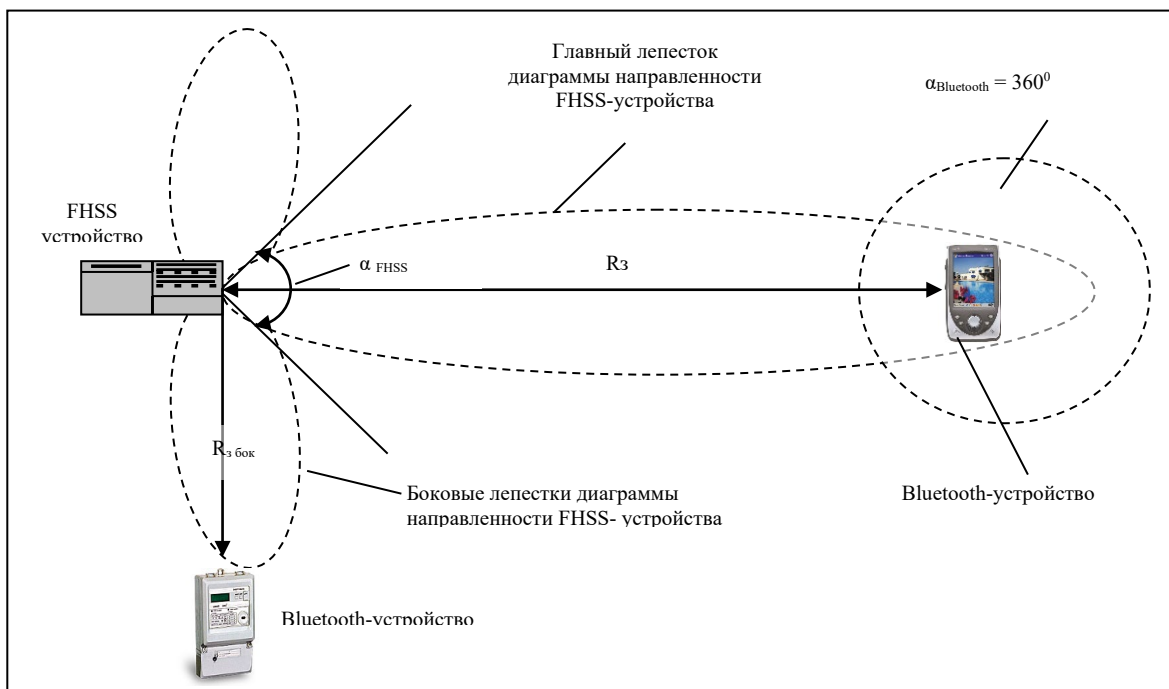 Главный лепесток
диаграммы направленности
FHSS-устройства
α Bluetooth = 360⁰
FHSS
устройство
α FHSS
Rз
Rз бок
Боковые лепестки диаграммы
направленности FHSS- устройства
Bluetooth-устройство
Bluetooth-устройство